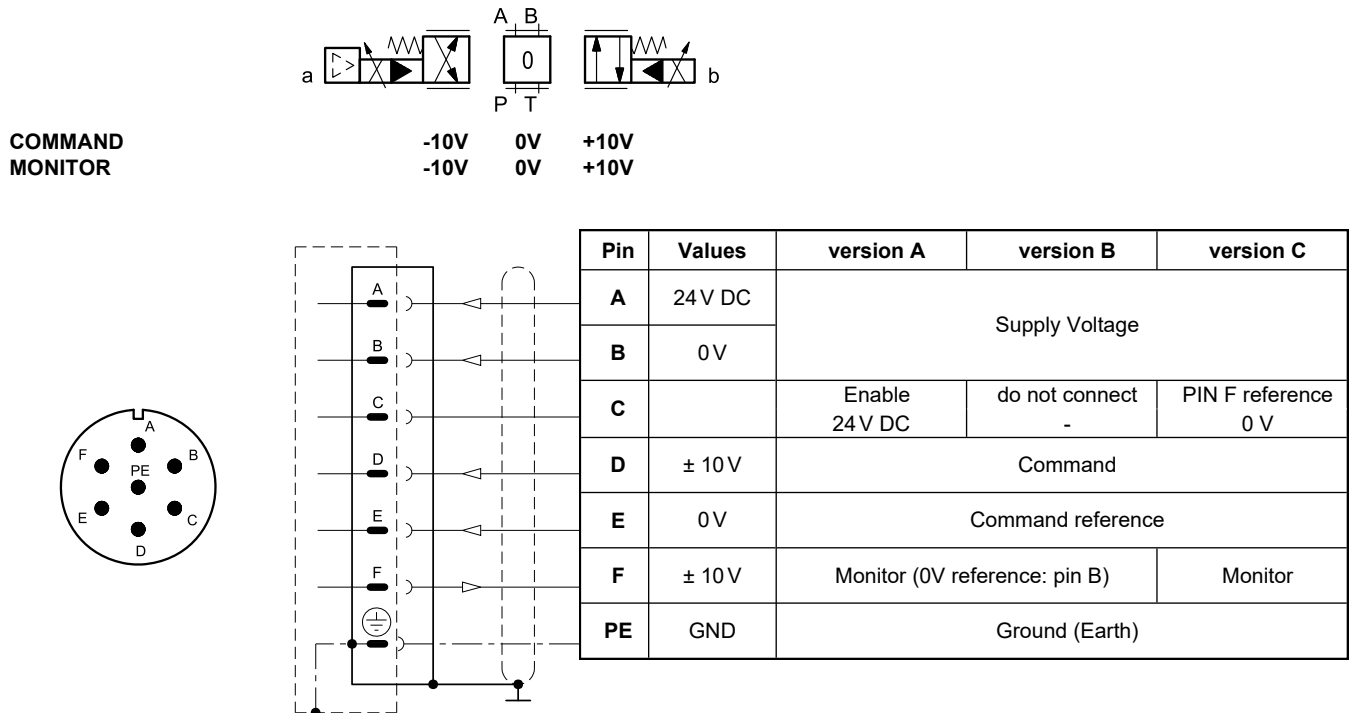 A B
a 0 b
P T
COMMAND -10V 0V +10V
MONITOR -10V 0V +10V
Pin Values version A version B version C
A A 24 V DC
Supply Voltage
B B 0 V
C C Enable do not connect PIN F reference
24 V DC - 0 V
D D ± 10 V Command
E E 0 V Command reference
F F ± 10 V Monitor (0V reference: pin B) Monitor
PE GND Ground (Earth)
A
F B
PE
E C
D